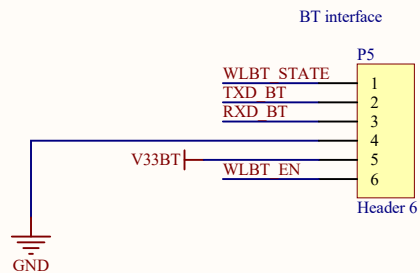 BT interface
P5
WLBT_STATE 1
TXD_BT 2
RXD_BT 3
4
V33BT 5
WLBT_EN 6
Header 6
GND